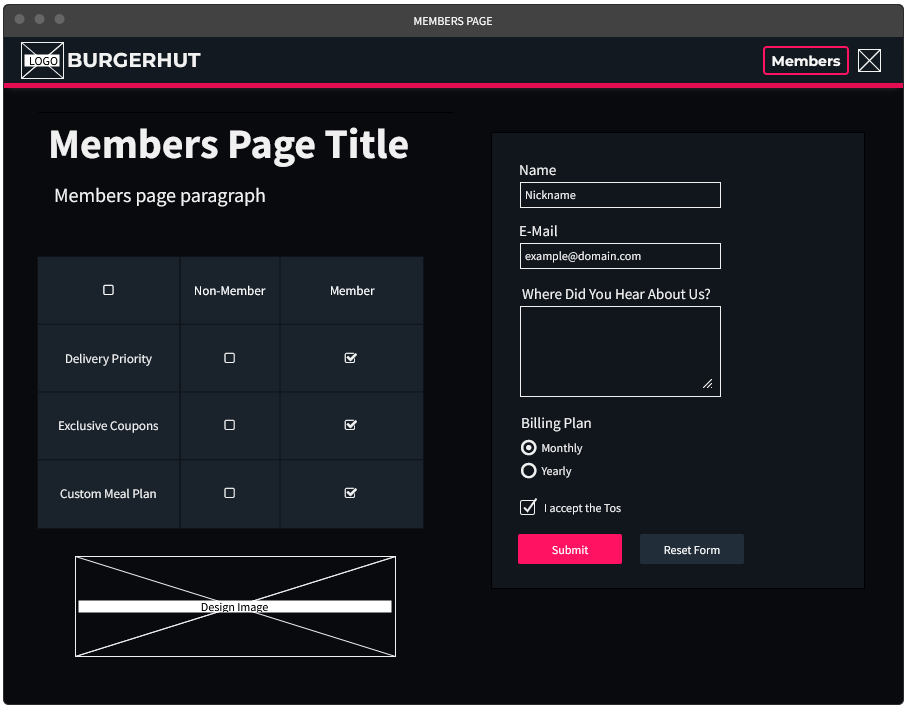 MEMBERS PAGE
LOGO BURGERHUT
Members
Members Page Title
Members page paragraph
Non-Member Member
Delivery Priority
Exclusive Coupons
Custom Meal Plan
Design Image
Name
Nickname
E-Mail
example@domain.com
Where Did You Hear About Us?
Billing Plan
Monthly
Yearly
I accept the Tos
Submit Reset Form